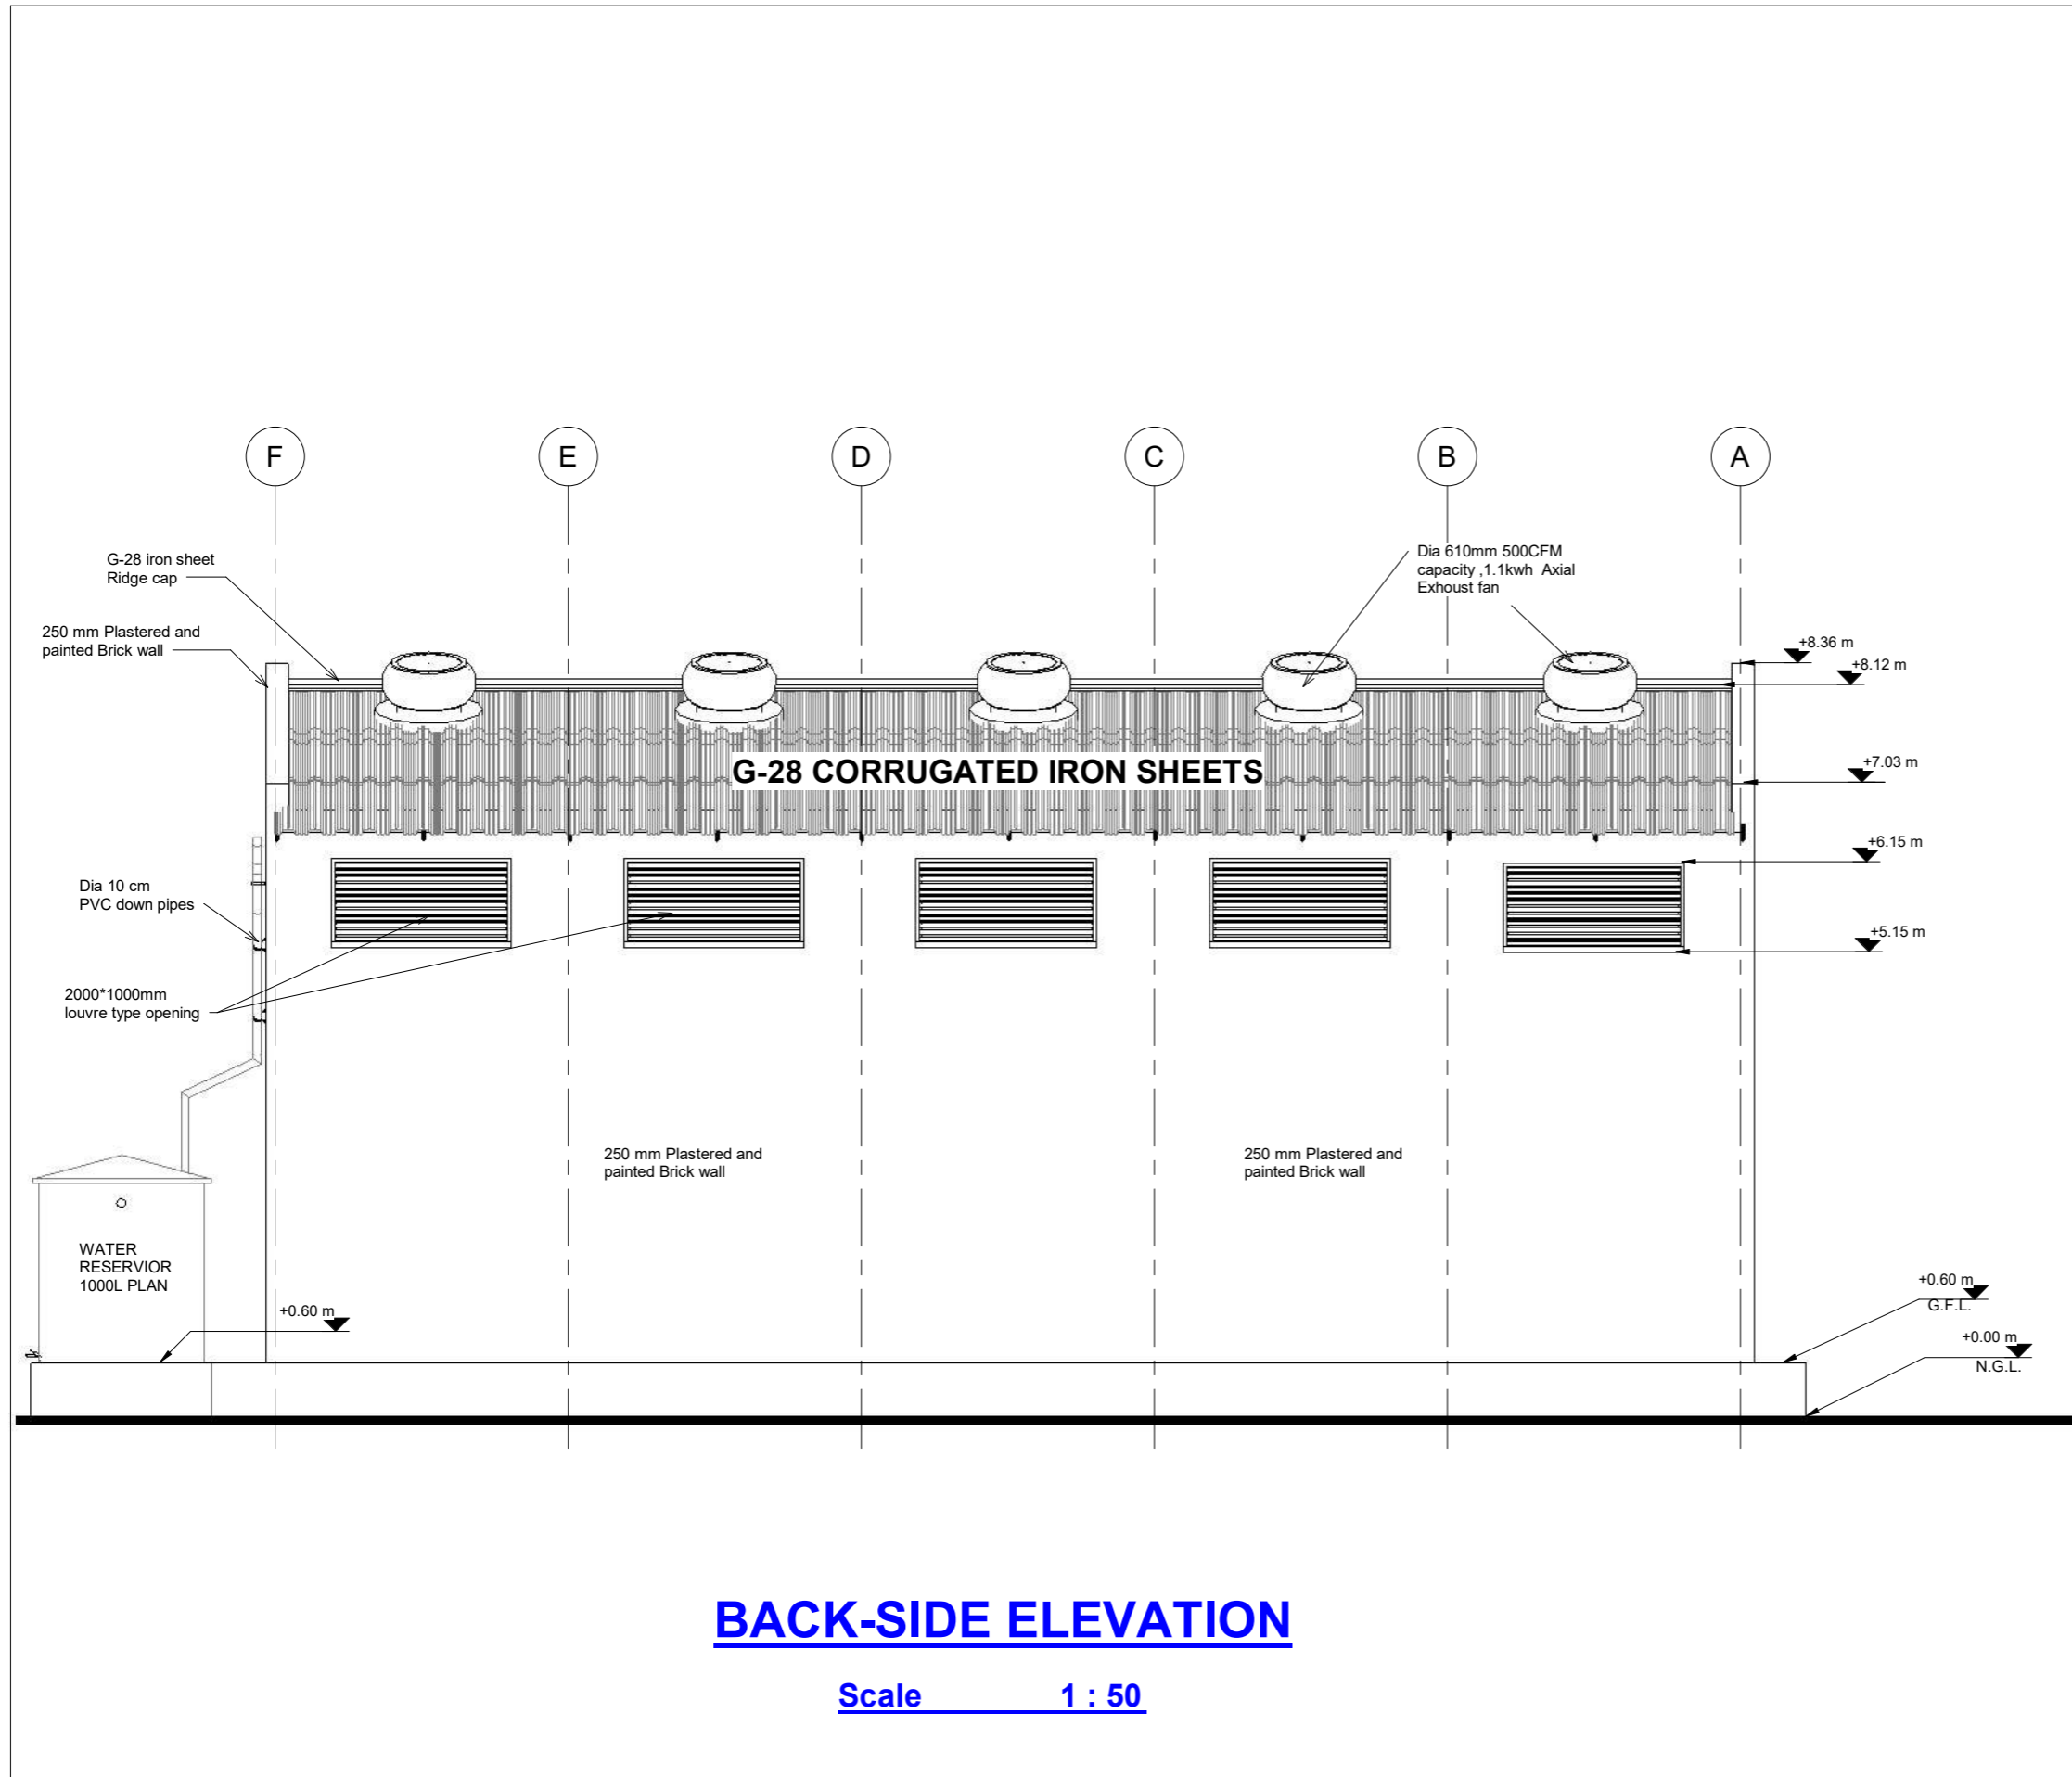 F
E
D
C
B
A
G-28 iron sheet
Ridge cap
Dia 610mm 500CFM
capacity ,1.1kwh  Axial
Exhoust fan
250 mm Plastered and
painted Brick wall
+8.36 m
+8.12 m
G-28 CORRUGATED IRON SHEETS
+7.03 m
+6.15 m
Dia 10 cm
PVC down pipes
+5.15 m
2000*1000mm
louvre type opening
250 mm Plastered and
painted Brick wall
250 mm Plastered and
painted Brick wall
WATER
RESERVIOR
1000L PLAN
+0.60 m
+0.60 m
G.F.L.
+0.00 m
N.G.L.
BACK-SIDE ELEVATION
Scale 1 : 50